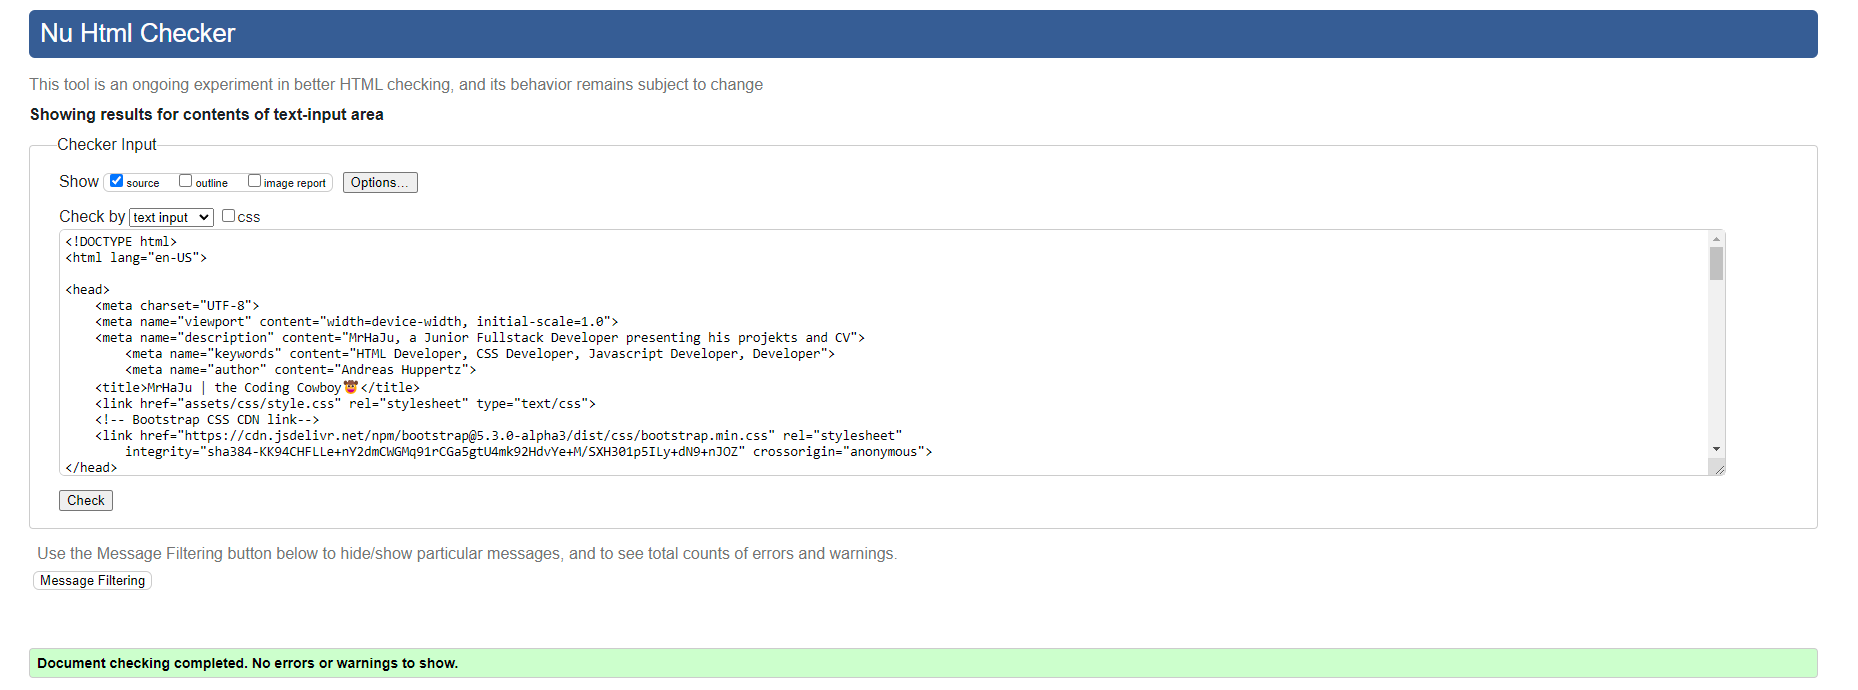 Nu Html Checker
This tool is an ongoing experiment in better HTML checking, and its behavior remains subject to change
Showing results for contents of text-input area
Checker Input
Show source outline image report Options...
Check by text input css
<!DOCTYPE html>
<html lang="en-US">
<head>
<meta charset="UTF-8">
<meta name="viewport" content="width=device-width, initial-scale=1.0">
<meta name="description" content="MrHaJu, a Junior Fullstack Developer presenting his projekts and CV">
<meta name="keywords" content="HTML Developer, CSS Developer, Javascript Developer, Developer">
<meta name="author" content="Andreas Huppertz">
<title>MrHaJu | the Coding Cowboy🤠</title>
<link href="assets/css/style.css" rel="stylesheet" type="text/css">
<!-- Bootstrap CSS CDN link-->
<link href="https://cdn.jsdelivr.net/npm/bootstrap@5.3.0-alpha3/dist/css/bootstrap.min.css" rel="stylesheet"
integrity="sha384-KK94CHFLLe+nY2dmCWGMq91rCGa5gtU4mk92HdvYe+M/SXH301p5ILy+dN9+nJOZ" crossorigin="anonymous">
</head>
Check
Use the Message Filtering button below to hide/show particular messages, and to see total counts of errors and warnings.
Message Filtering
Document checking completed. No errors or warnings to show.